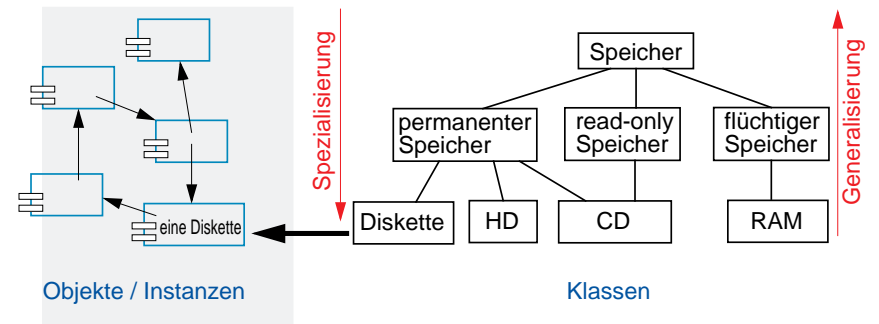 Spezialisierung
Generalisierung
Speicher
permanenter
Speicher
read-only
Speicher
flüchtiger
Speicher
eine Diskette
Diskette
HD
CD
RAM
Objekte / Instanzen
Klassen